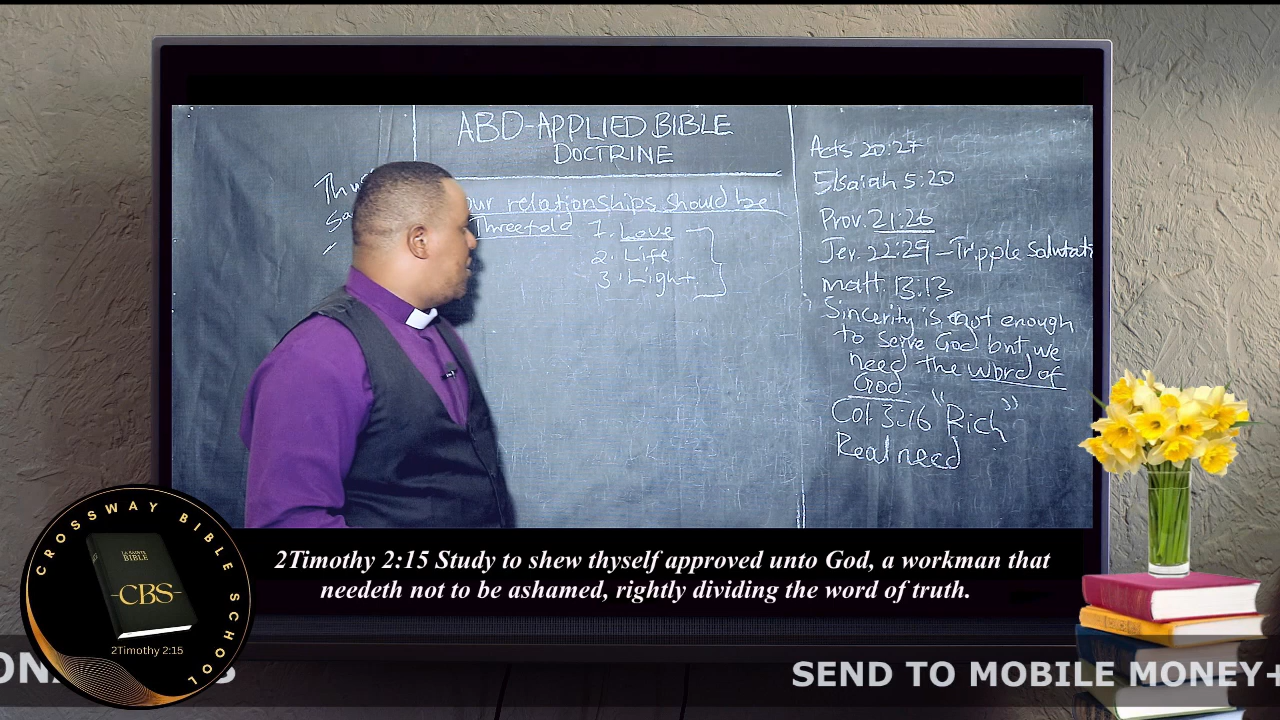 ABD-APPLIED BIBLE
DOCTRINE
our relationships should be
Threefold
1. Love
2. Life
3. Light
Acts 20:27
Isaiah 5:20
Prov. 21:26
Jer. 22:29 - Tripple Salutati
matt. 13:13
Sincerity is not enough
to serve God but we
need the word of
God
Col 3:16 "Rich"
Real need
2Timothy 2:15 Study to shew thyself approved unto God, a workman that
needeth not to be ashamed, rightly dividing the word of truth.
CROSSWAY BIBLE SCHOOL
LA SAINTE
BIBLE
CBS
2Timothy 2:15
SEND TO MOBILE MONEY+